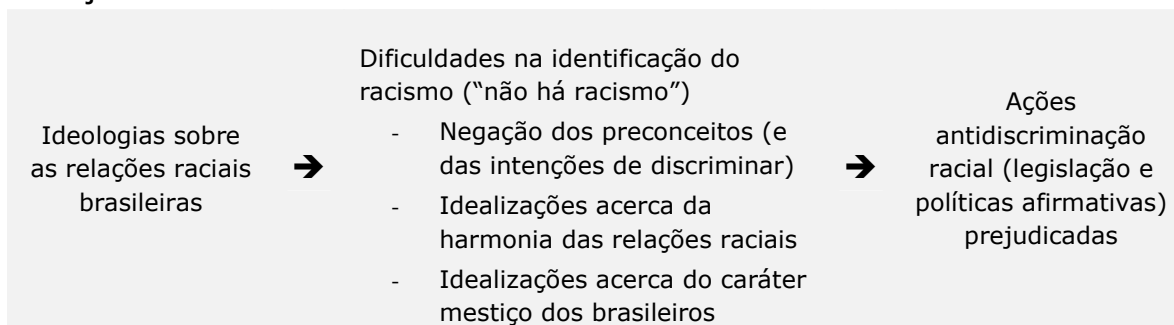 Ideologias sobre
as relações raciais
brasileiras
➔
Dificuldades na identificação do
racismo (“não há racismo”)
- Negação dos preconceitos (e
das intenções de discriminar)
- Idealizações acerca da
harmonia das relações raciais
- Idealizações acerca do caráter
mestiço dos brasileiros
➔
Ações
antidiscriminação
racial (legislação e
políticas afirmativas)
prejudicadas